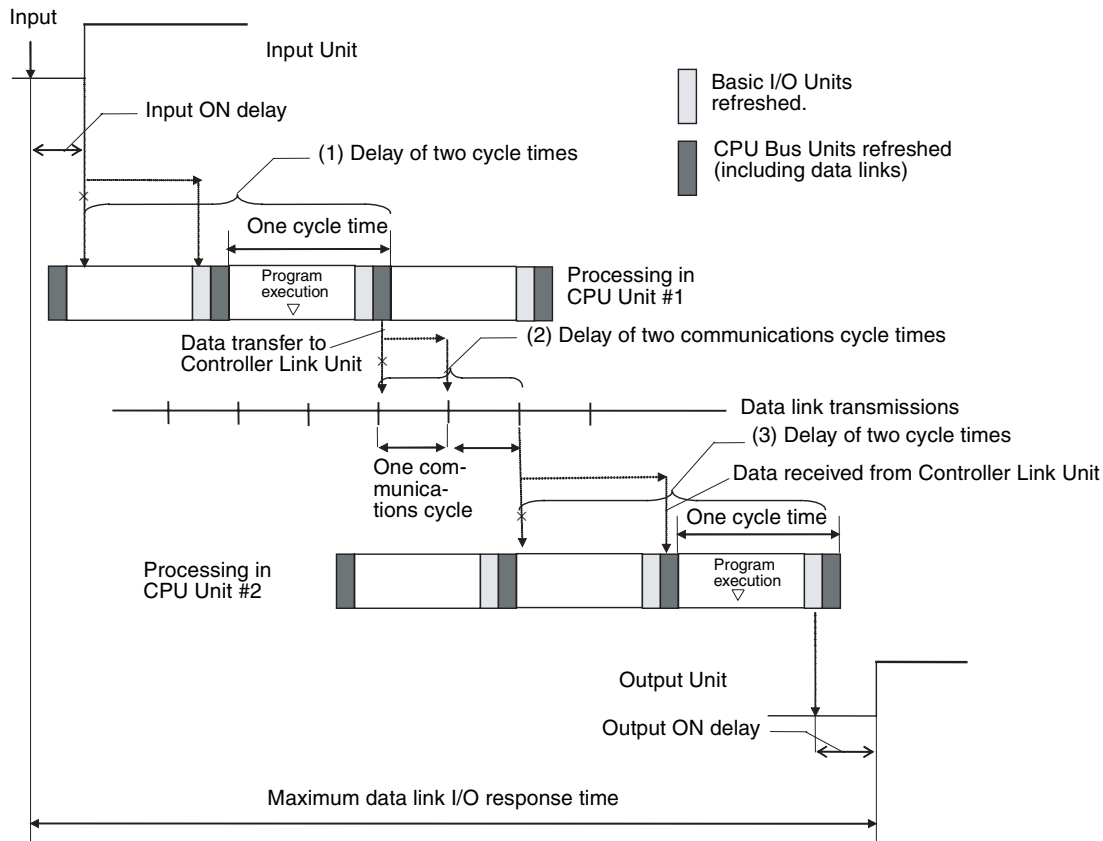 Input
Input Unit
Basic I/O Units
refreshed.
Input ON delay
(1) Delay of two cycle times
CPU Bus Units refreshed
(including data links)
One cycle time
Program
execution
Processing in
CPU Unit #1
Data transfer to
Controller Link Unit
(2) Delay of two communications cycle times
Data link transmissions
(3) Delay of two cycle times
One com-
munica-
tions cycle
Data received from Controller Link Unit
One cycle time
Processing in
CPU Unit #2
Program
execution
Output Unit
Output ON delay
Maximum data link I/O response time